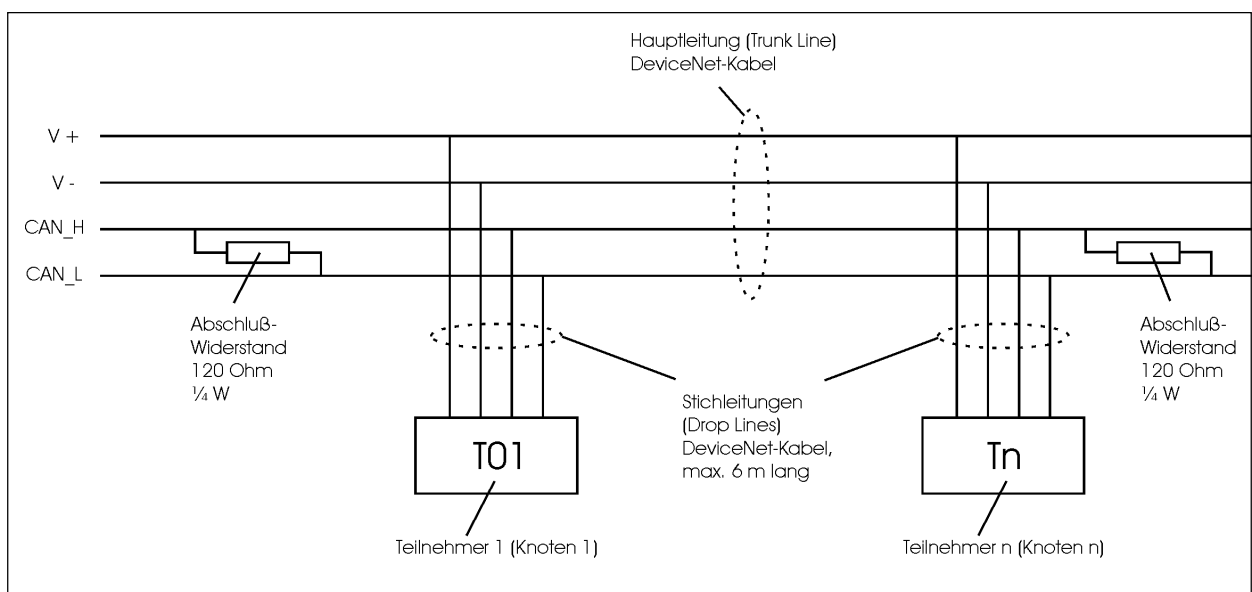 Hauptleitung (Trunk Line)
DeviceNet-Kabel
V +
V -
CAN_H
CAN_L
Abschluß-
Widerstand
120 Ohm
¼ W
Abschluß-
Widerstand
120 Ohm
¼ W
Stichleitungen
(Drop Lines)
DeviceNet-Kabel,
max. 6 m lang
T01
Tn
Teilnehmer 1 (Knoten 1)
Teilnehmer n (Knoten n)